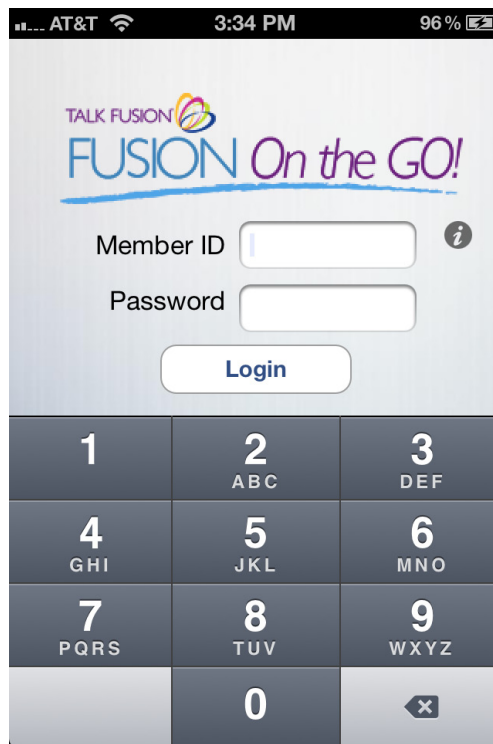 AT&T 3:34 PM 96%
TALK FUSION
FUSION On the GO!
Member ID
i
Password
Login
1 2 3
ABC DEF
4 5 6
GHI JKL MNO
7 8 9
PQRS TUV WXYZ
0